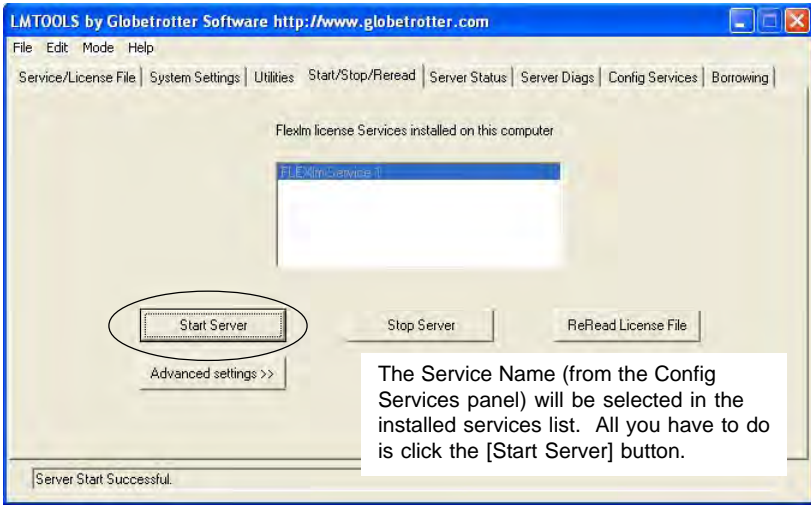 LMTOOLS by Globetrotter Software http://www.globetrotter.com
File Edit Mode Help
Service/License File System Settings Utilities Start/Stop/Reread Server Status Server Diags Config Services Borrowing
Flexlm license Services installed on this computer
FLEXlm Service 1
Start Server Stop Server ReRead License File
Advanced settings >>
The Service Name (from the Config
Services panel) will be selected in the
installed services list. All you have to do
is click the [Start Server] button.
Server Start Successful.